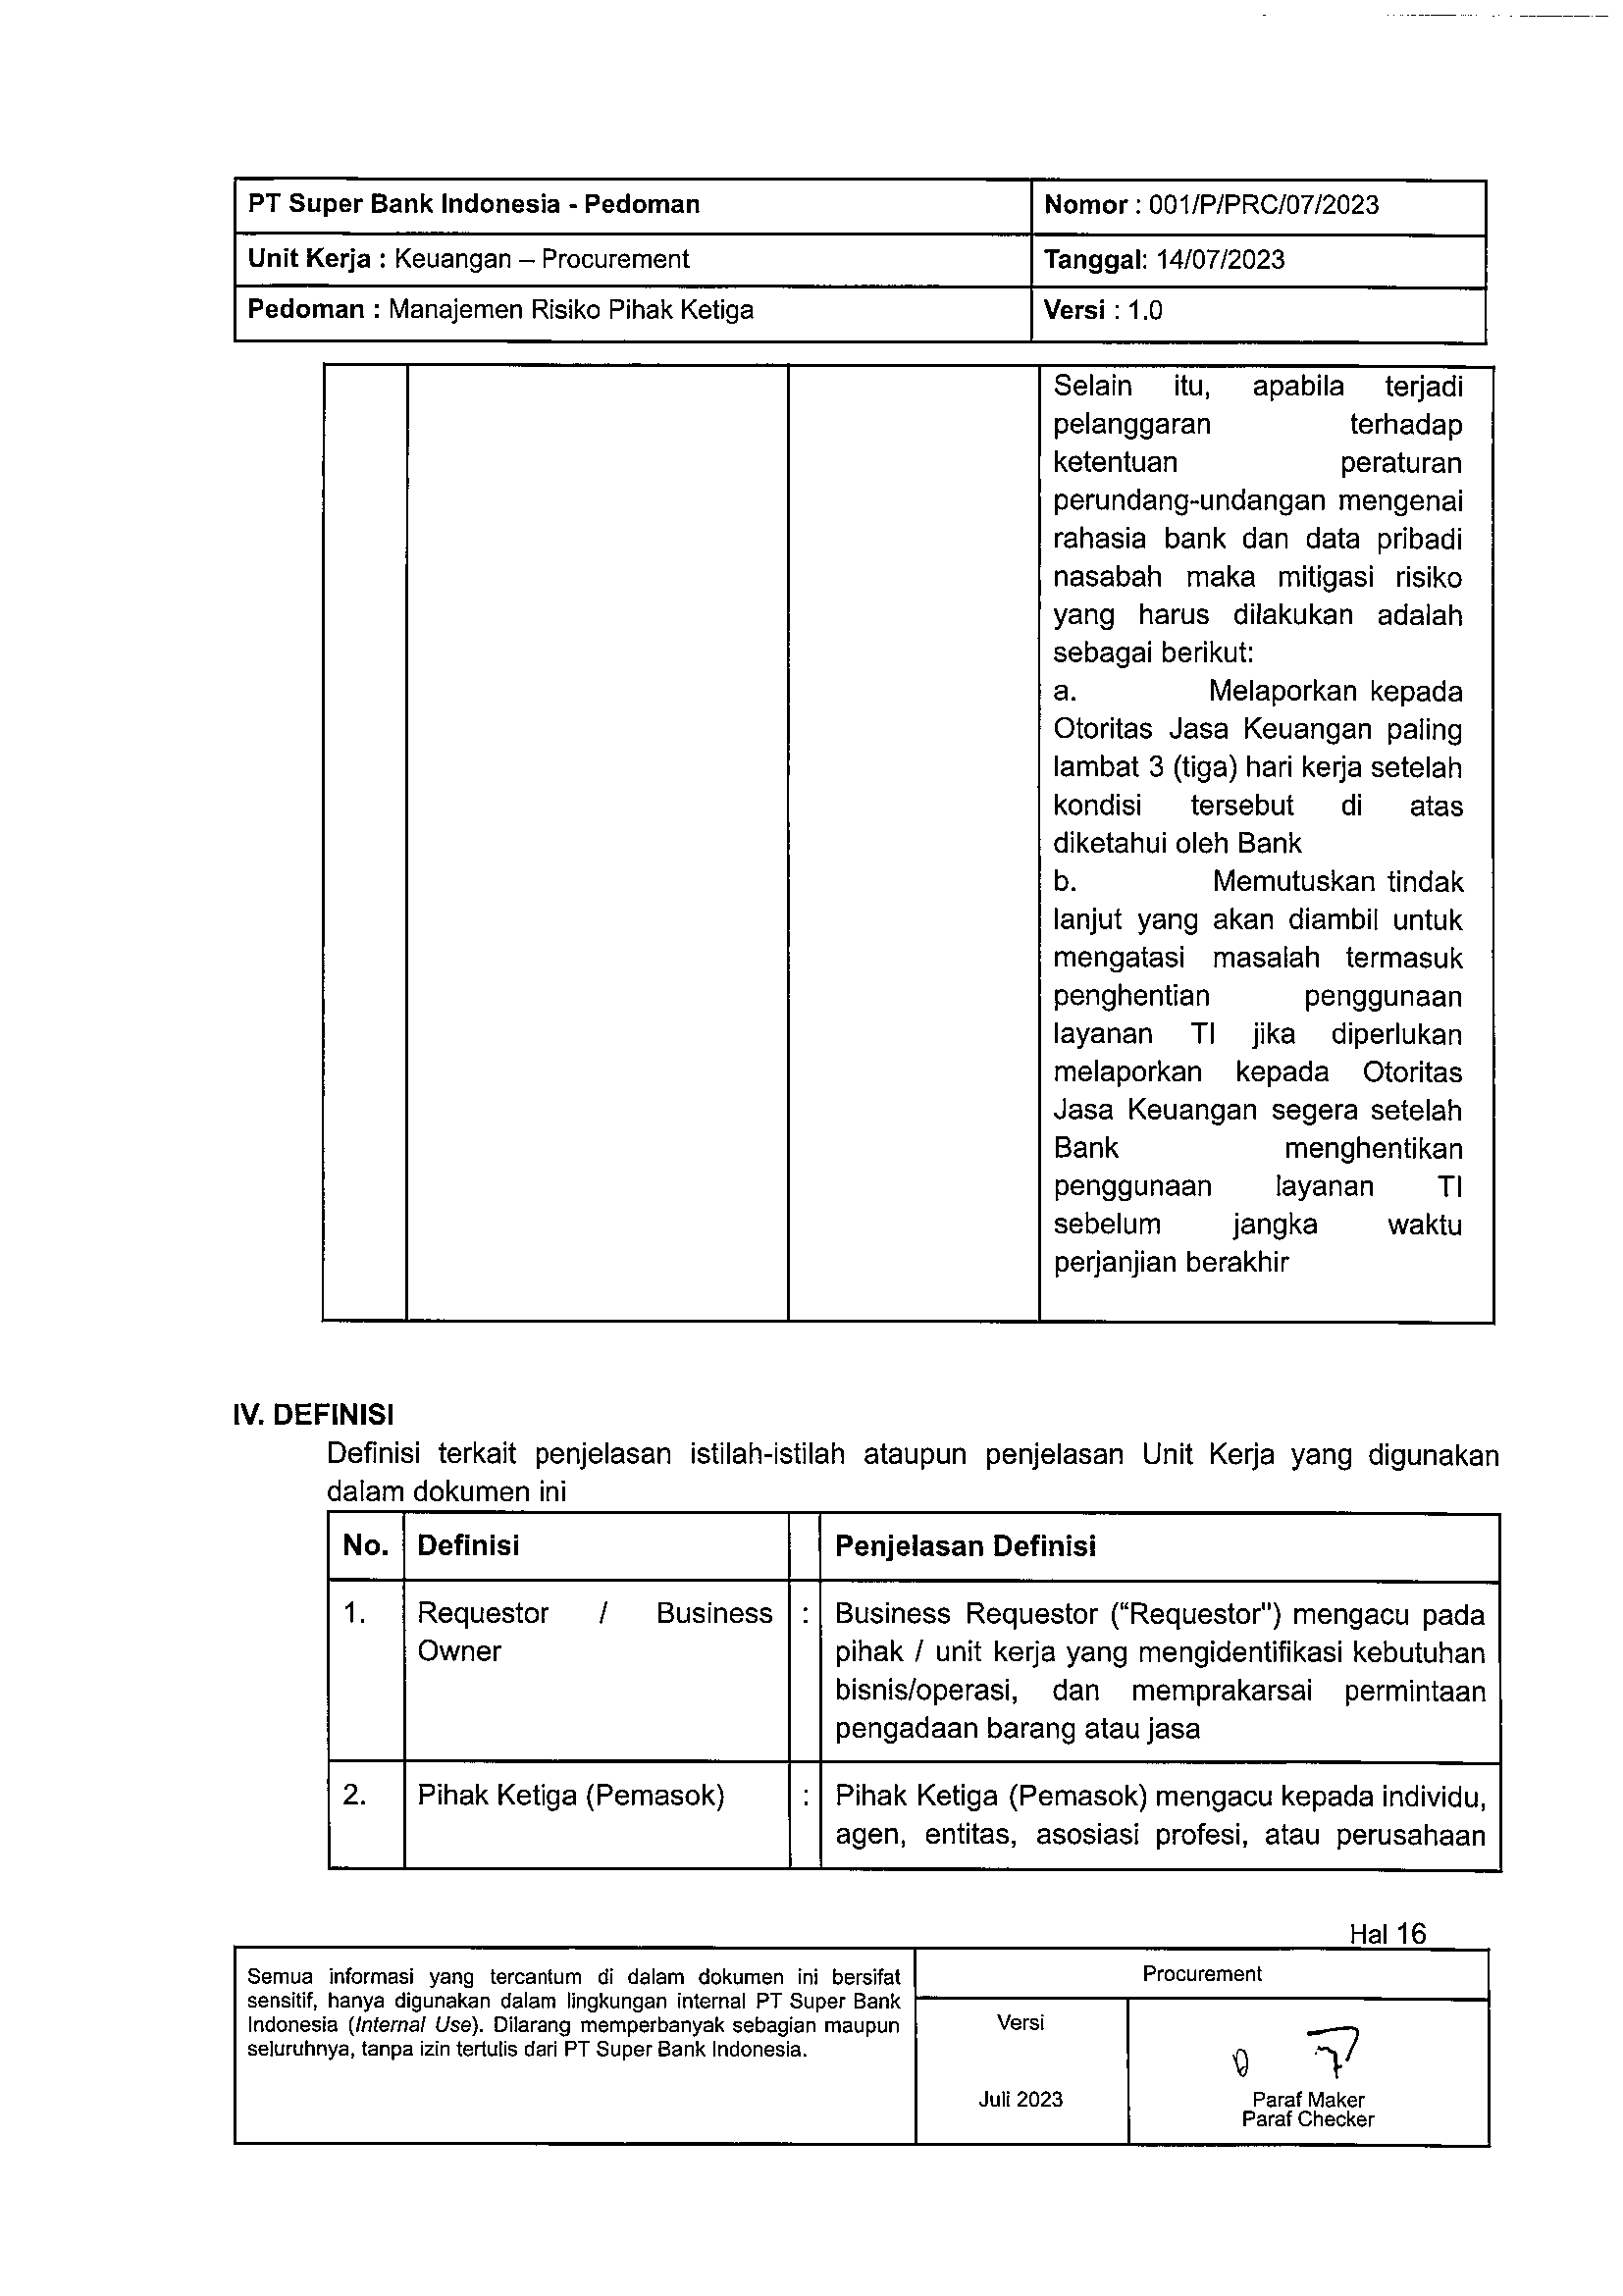 PT Super Bank Indonesia - Pedoman
Nomor : 001/P/PRC/07/2023
Unit Kerja : Keuangan – Procurement
Tanggal: 14/07/2023
Pedoman : Manajemen Risiko Pihak Ketiga
Versi : 1.0
Selain itu, apabila terjadi
pelanggaran terhadap
ketentuan peraturan
perundang-undangan mengenai
rahasia bank dan data pribadi
nasabah maka mitigasi risiko
yang harus dilakukan adalah
sebagai berikut:
a. Melaporkan kepada
Otoritas Jasa Keuangan paling
lambat 3 (tiga) hari kerja setelah
kondisi tersebut di atas
diketahui oleh Bank
b. Memutuskan tindak
lanjut yang akan diambil untuk
mengatasi masalah termasuk
penghentian penggunaan
layanan TI jika diperlukan
melaporkan kepada Otoritas
Jasa Keuangan segera setelah
Bank menghentikan
penggunaan layanan TI
sebelum jangka waktu
perjanjian berakhir
IV. DEFINISI
Definisi terkait penjelasan istilah-istilah ataupun penjelasan Unit Kerja yang digunakan
dalam dokumen ini
No. Definisi Penjelasan Definisi
1. Requestor / Business : Business Requestor (“Requestor") mengacu pada
Owner pihak / unit kerja yang mengidentifikasi kebutuhan
bisnis/operasi, dan memprakarsai permintaan
pengadaan barang atau jasa
2. Pihak Ketiga (Pemasok) : Pihak Ketiga (Pemasok) mengacu kepada individu,
agen, entitas, asosiasi profesi, atau perusahaan
Hal 16
Semua informasi yang tercantum di dalam dokumen ini bersifat
sensitif, hanya digunakan dalam lingkungan internal PT Super Bank
Indonesia (Internal Use). Dilarang memperbanyak sebagian maupun
seluruhnya, tanpa izin tertulis dari PT Super Bank Indonesia.
Procurement
Versi
Juli 2023
Paraf Maker
Paraf Checker